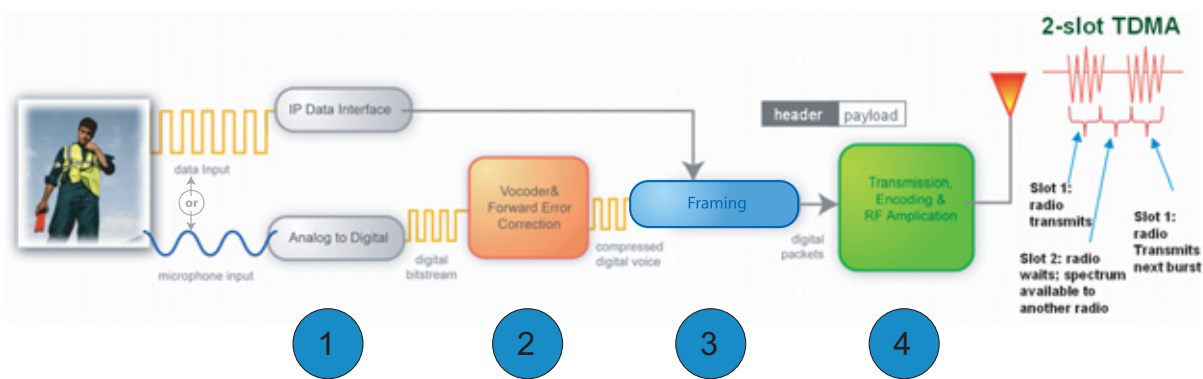 2-slot TDMA
IP Data Interface
header payload
data Input
or
Vocoder&
Forward Error
Correction
Framing
Transmission,
Encoding &
RF Amplication
Analog to Digital
microphone input
digital
bitstream
compressed
digital voice
digital
packets
Slot 1:
radio
transmits
Slot 2: radio
waits; spectrum
available to
another radio
Slot 1:
radio
Transmits
next burst
1
2
3
4